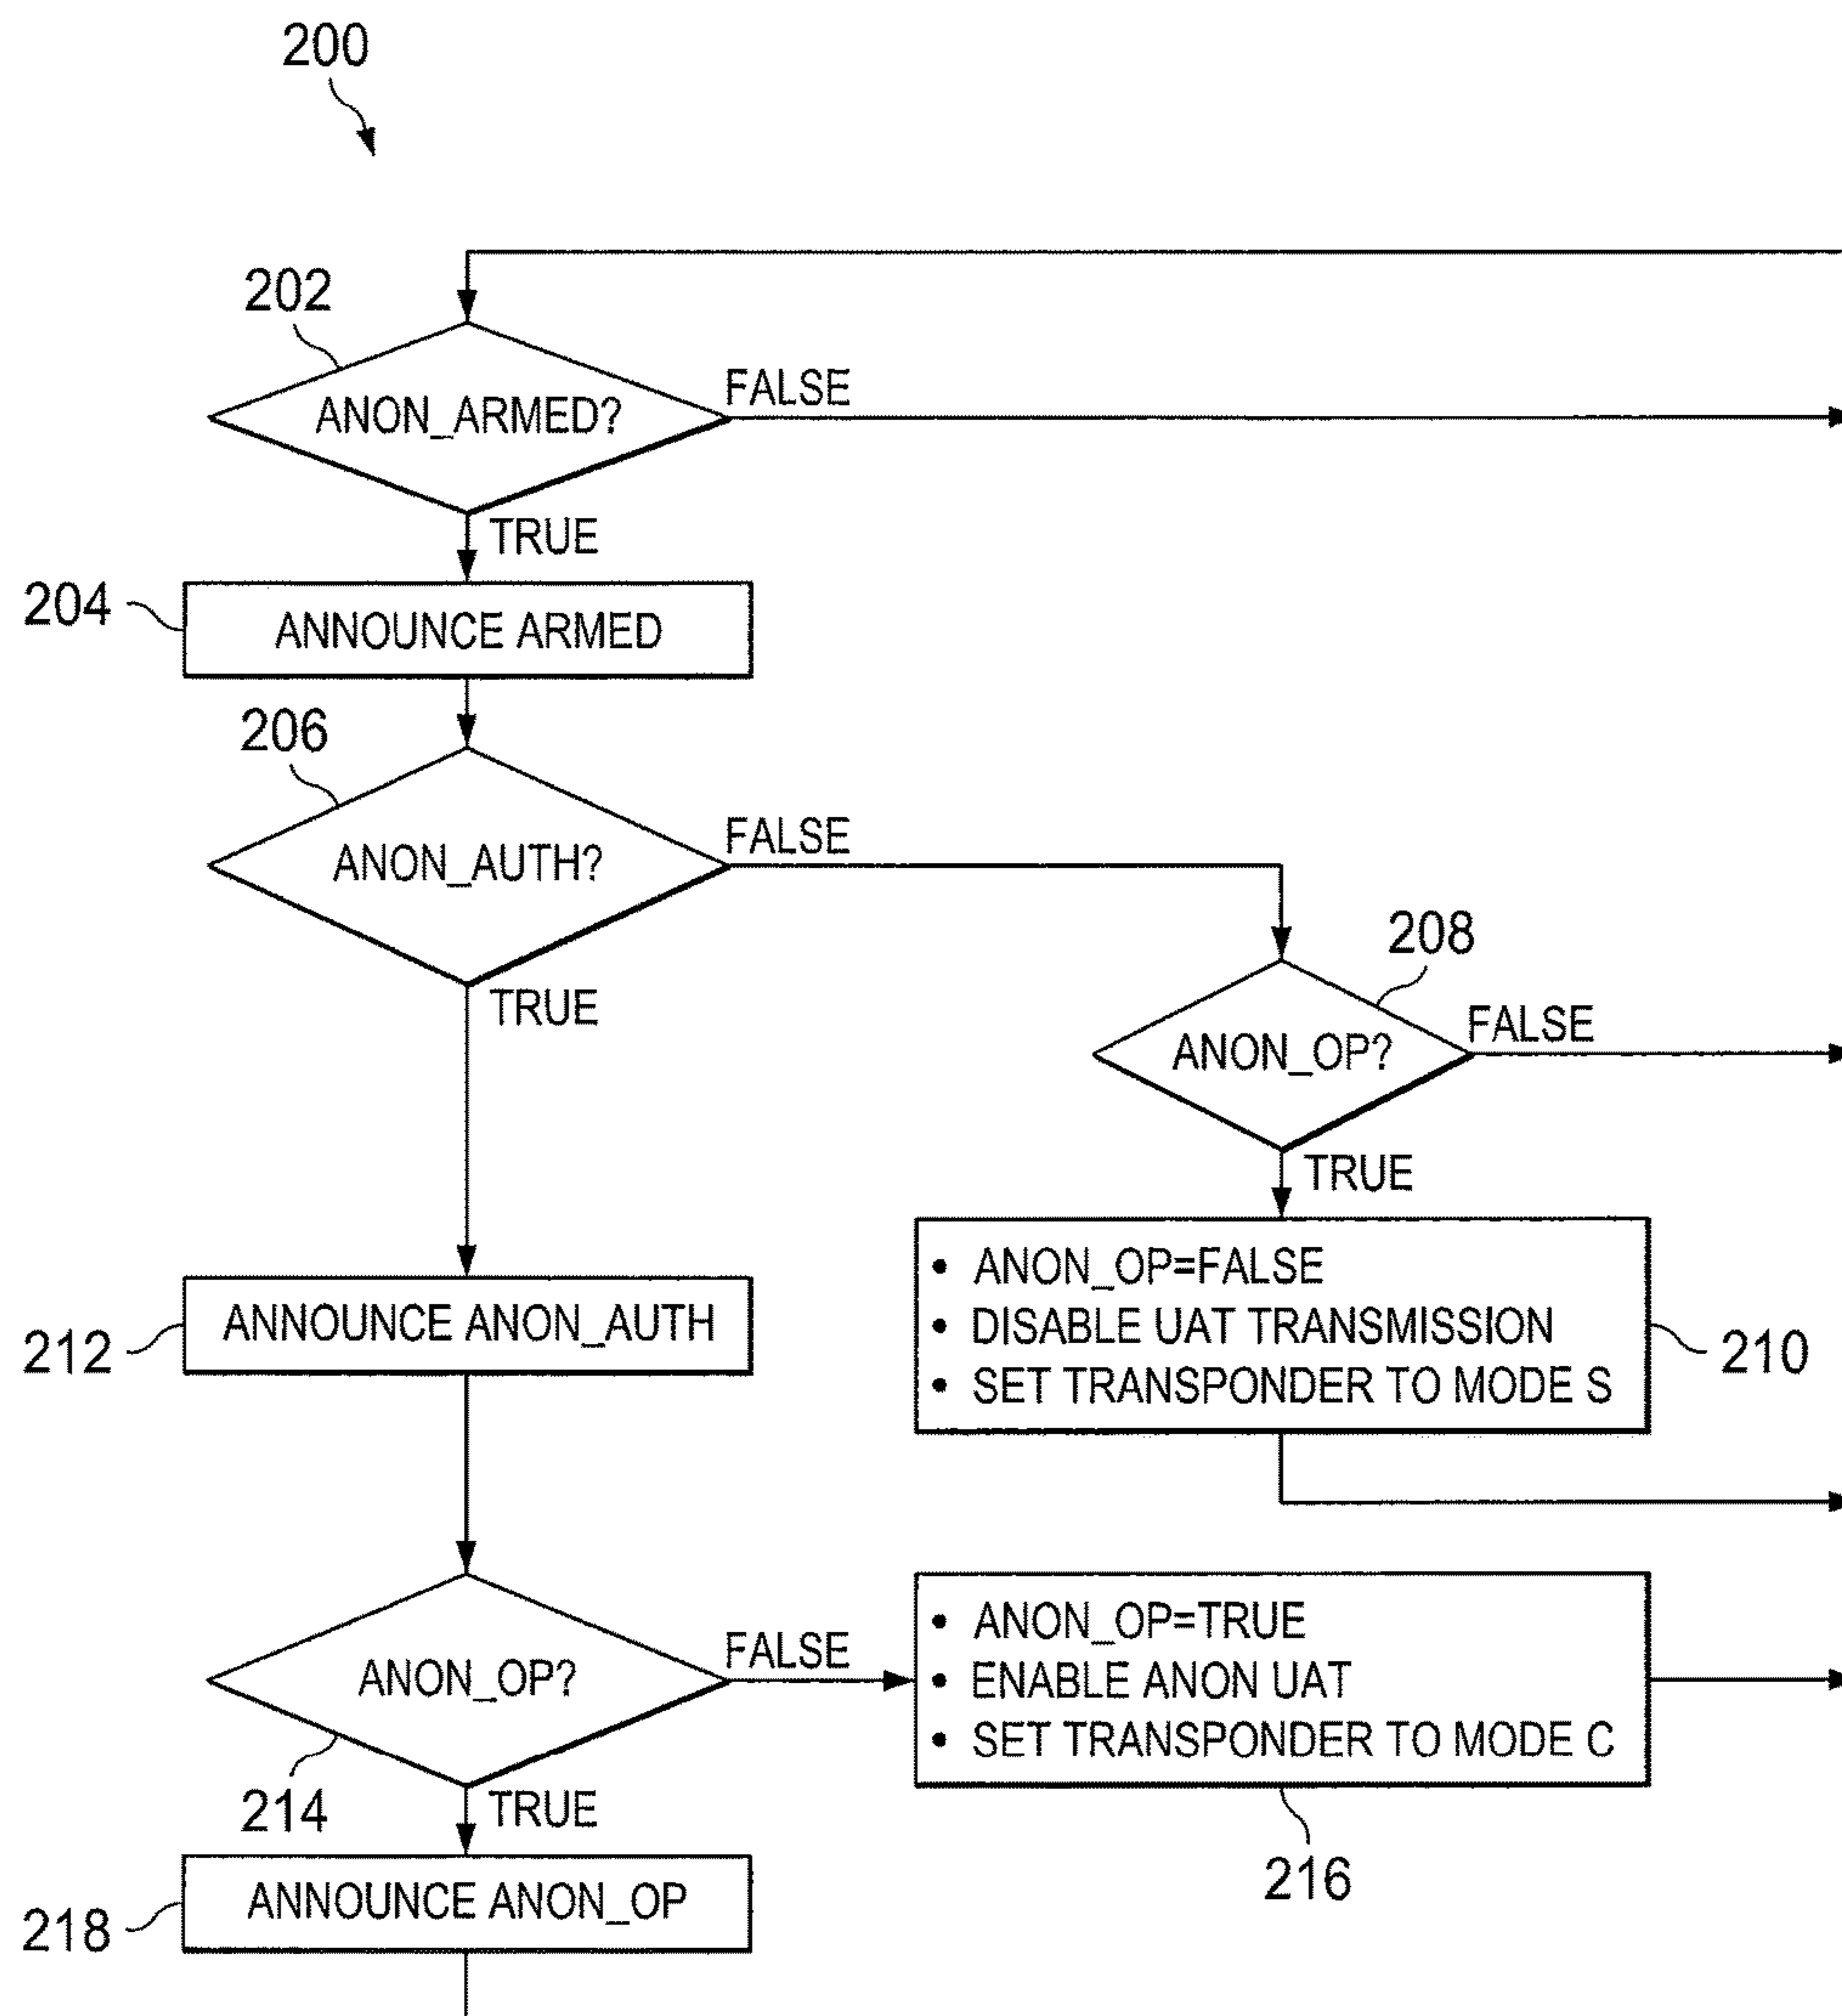 200
202
ANON_ARMED?
FALSE
TRUE
204
ANNOUNCE ARMED
206
ANON_AUTH?
FALSE
TRUE
208
ANON_OP?
FALSE
TRUE
• ANON_OP=FALSE
• DISABLE UAT TRANSMISSION
• SET TRANSPONDER TO MODE S
210
212
ANNOUNCE ANON_AUTH
ANON_OP?
FALSE
214
TRUE
• ANON_OP=TRUE
• ENABLE ANON UAT
• SET TRANSPONDER TO MODE C
216
218
ANNOUNCE ANON_OP